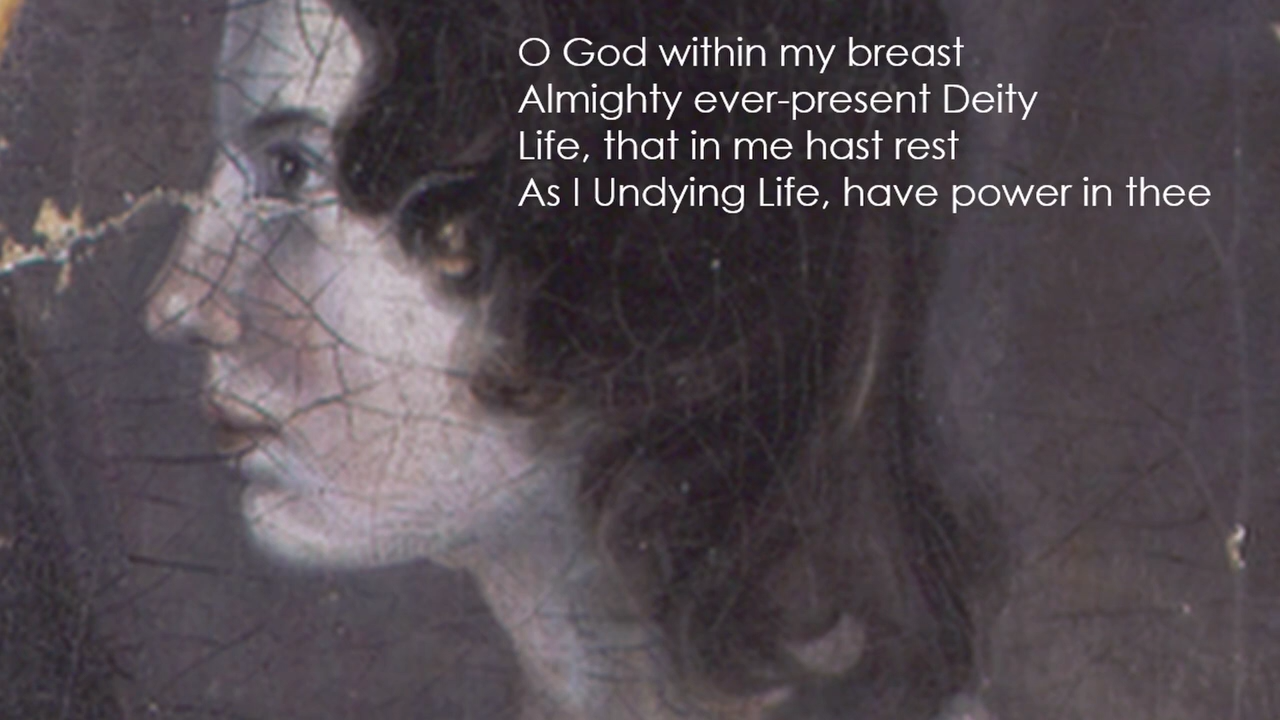 O God within my breast
Almighty ever-present Deity
Life, that in me hast rest
As I Undying Life, have power in thee